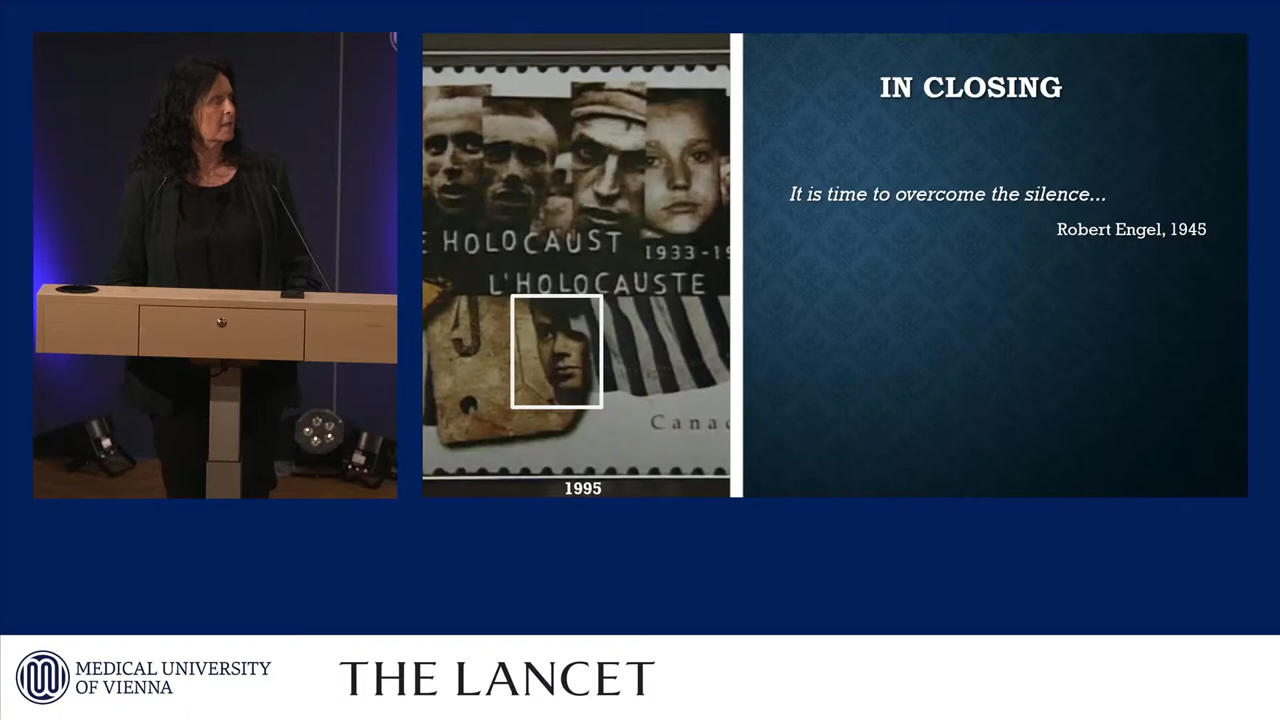 E HOLOCAUST
1933-19
L'HOLOCAUSTE
J
Canad
1995
IN CLOSING
It is time to overcome the silence...
Robert Engel, 1945
MEDICAL UNIVERSITY
OF VIENNA
THE LANCET